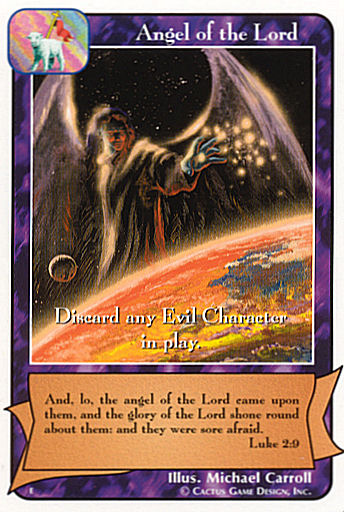 Angel of the Lord
Discard any Evil Character
in play.
And, lo, the angel of the Lord came upon
them, and the glory of the Lord shone round
about them: and they were sore afraid.
Luke 2:9
Illus. Michael Carroll
E © Cactus Game Design, Inc.